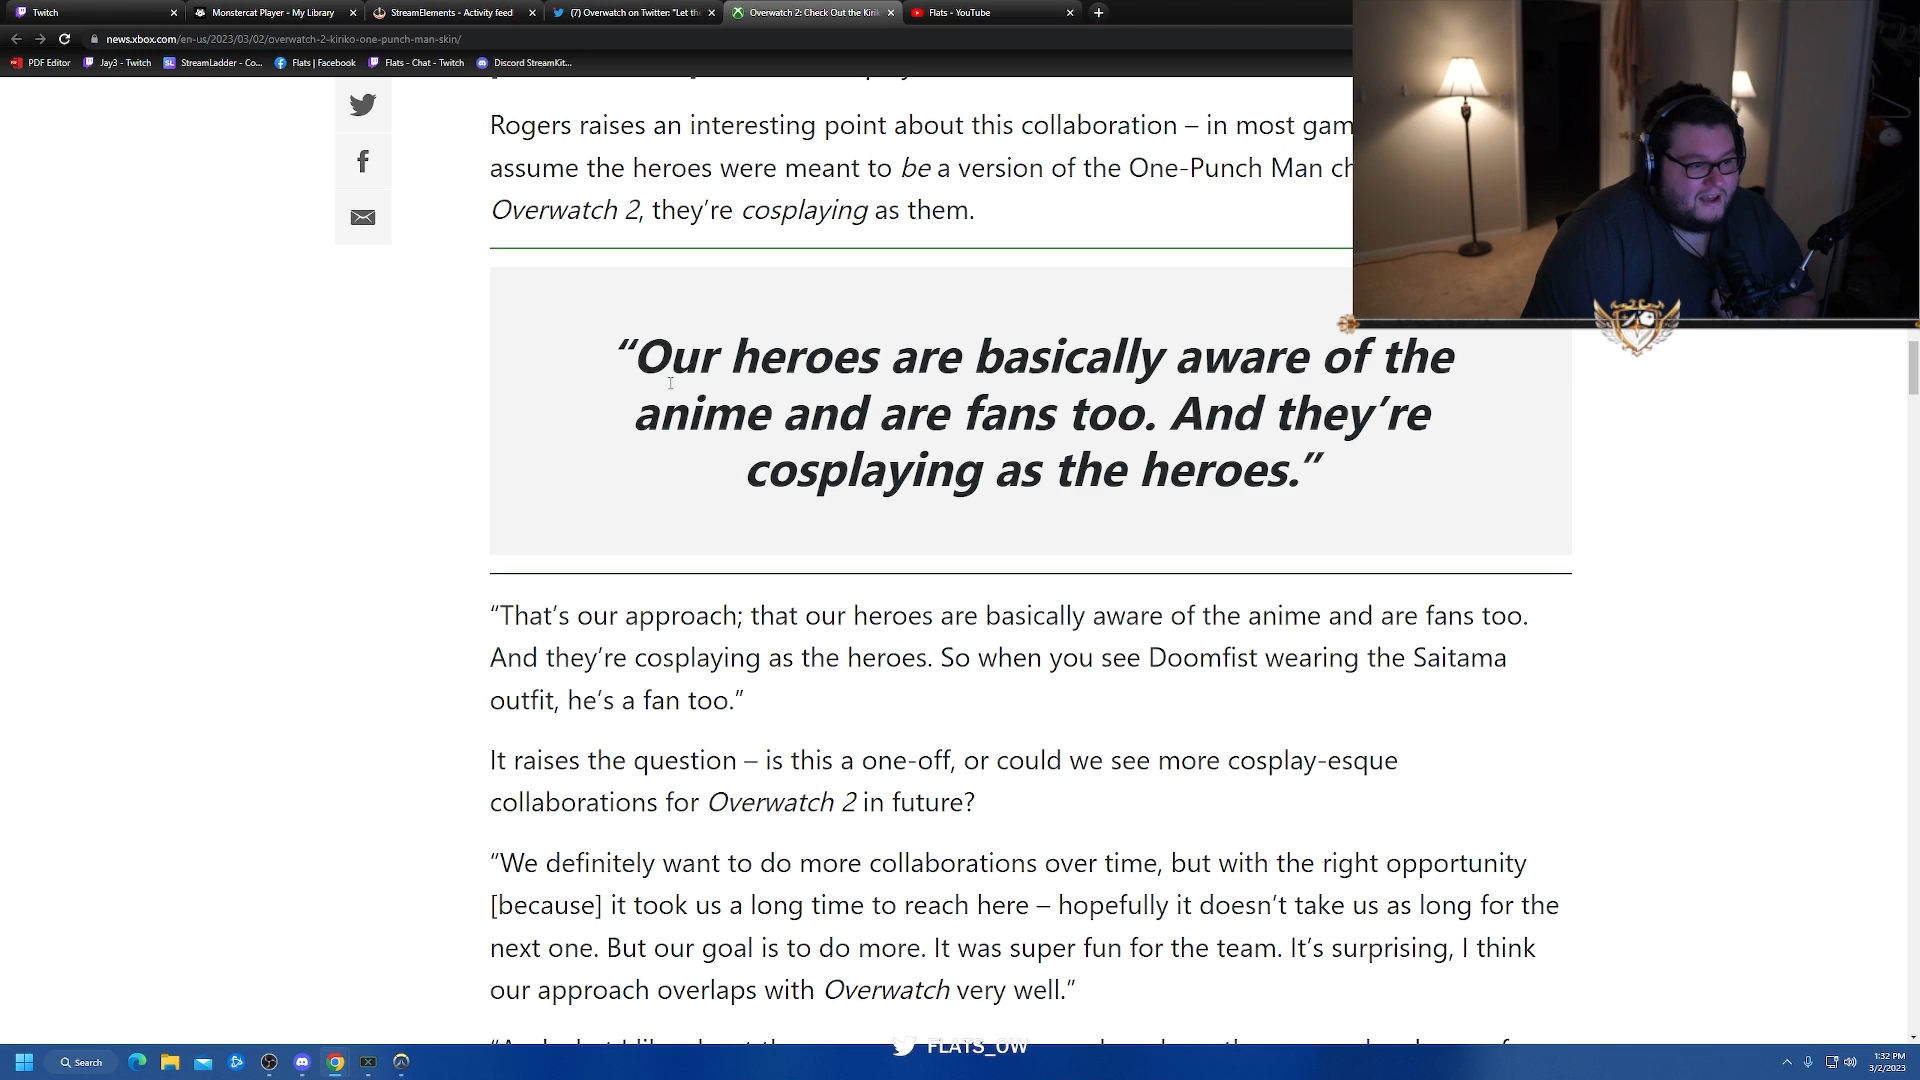 Twitch
Monstercat Player - My Library
StreamElements - Activity feed
(7) Overwatch on Twitter: "Let th
Overwatch 2: Check Out the Kirik
Flats - YouTube
news.xbox.com/en-us/2023/03/02/overwatch-2-kiriko-one-punch-man-skin/
PDF Editor
Jay3 - Twitch
StreamLadder - Co...
Flats | Facebook
Flats - Chat - Twitch
Discord StreamKit...
Rogers raises an interesting point about this collaboration – in most gam
assume the heroes were meant to be a version of the One-Punch Man ch
Overwatch 2, they’re cosplaying as them.
“Our heroes are basically aware of the
anime and are fans too. And they’re
cosplaying as the heroes.”
“That’s our approach; that our heroes are basically aware of the anime and are fans too.
And they’re cosplaying as the heroes. So when you see Doomfist wearing the Saitama
outfit, he’s a fan too.”
It raises the question – is this a one-off, or could we see more cosplay-esque
collaborations for Overwatch 2 in future?
“We definitely want to do more collaborations over time, but with the right opportunity
[because] it took us a long time to reach here – hopefully it doesn’t take us as long for the
next one. But our goal is to do more. It was super fun for the team. It’s surprising, I think
our approach overlaps with Overwatch very well.”
FLATS_OW
Search
1:32 PM
3/2/2023